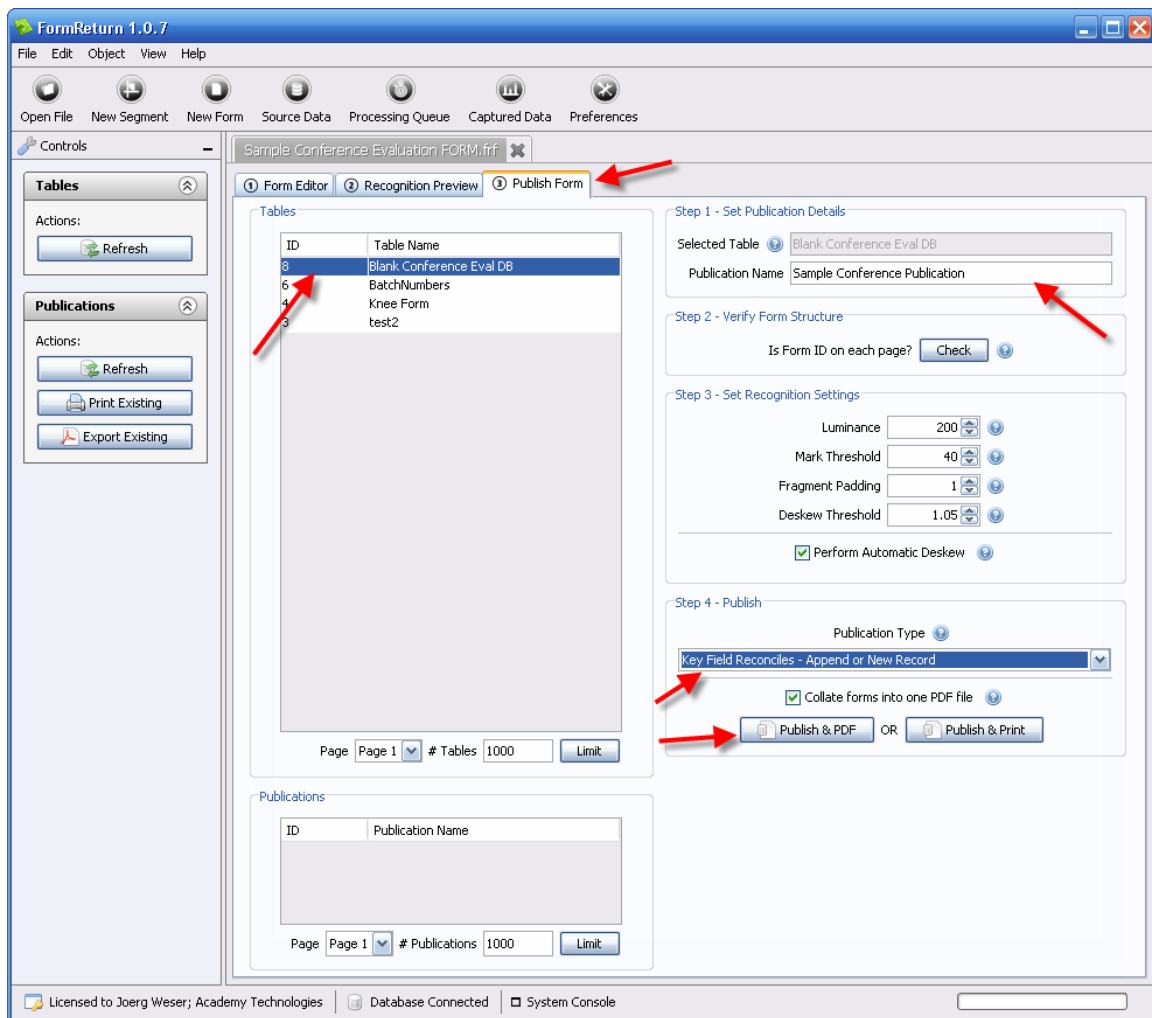 FormReturn 1.0.7
File Edit Object View Help
Open File New Segment New Form Source Data Processing Queue Captured Data Preferences
Controls
Tables
Actions:
Refresh
Publications
Actions:
Refresh
Print Existing
Export Existing
Sample Conference Evaluation FORM.frf
1 Form Editor 2 Recognition Preview 3 Publish Form
Tables
ID Table Name
8 Blank Conference Eval DB
6 BatchNumbers
4 Knee Form
3 test2
Page Page 1 # Tables 1000 Limit
Publications
ID Publication Name
Page Page 1 # Publications 1000 Limit
Step 1 - Set Publication Details
Selected Table Blank Conference Eval DB
Publication Name Sample Conference Publication
Step 2 - Verify Form Structure
Is Form ID on each page? Check
Step 3 - Set Recognition Settings
Luminance 200
Mark Threshold 40
Fragment Padding 1
Deskew Threshold 1.05
Perform Automatic Deskew
Step 4 - Publish
Publication Type
Key Field Reconciles - Append or New Record
Collate forms into one PDF file
Publish & PDF OR Publish & Print
Licensed to Joerg Weser; Academy Technologies Database Connected System Console